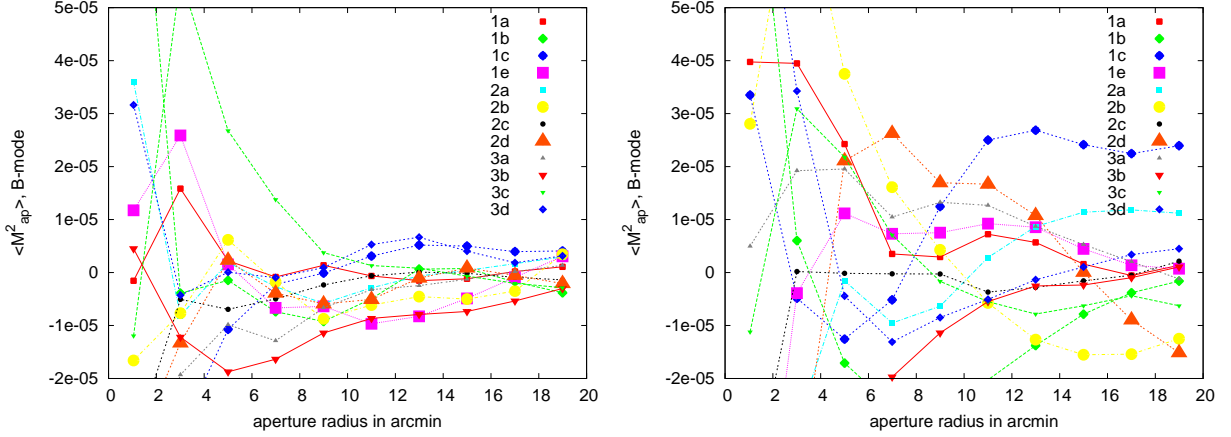 5e-05
4e-05
3e-05
2e-05
1e-05
0
-1e-05
-2e-05
<M²ap>, B-mode
0 2 4 6 8 10 12 14 16 18 20
aperture radius in arcmin
1a
1b
1c
1e
2a
2b
2c
2d
3a
3b
3c
3d
5e-05
4e-05
3e-05
2e-05
1e-05
0
-1e-05
-2e-05
<M²ap>, B-mode
0 2 4 6 8 10 12 14 16 18 20
aperture radius in arcmin
1a
1b
1c
1e
2a
2b
2c
2d
3a
3b
3c
3d